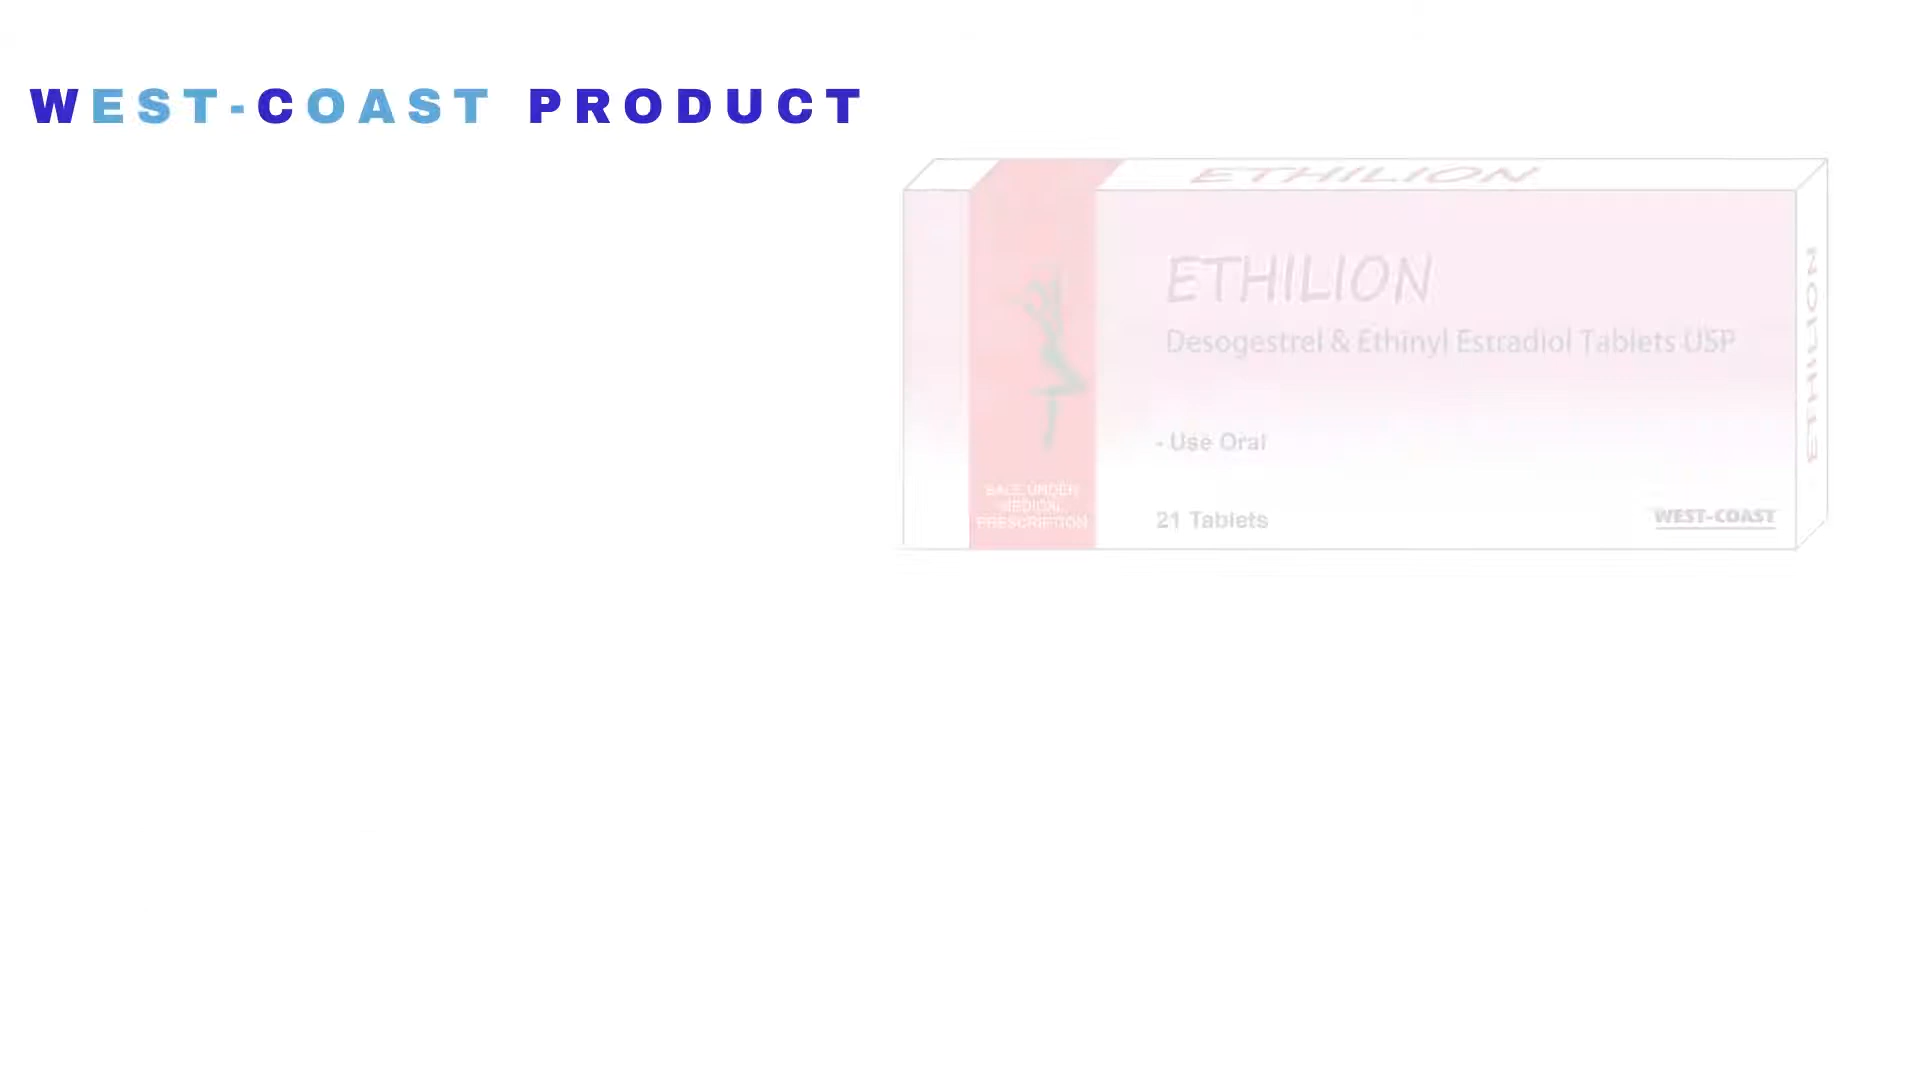 WEST-COAST PRODUCT
ETHILION
ETHILION
Desogestrel & Ethinyl Estradiol Tablets USP
- Use Oral
21 Tablets
SALE UNDER
PRESCRIPTION
WEST-COAST
ETHILION